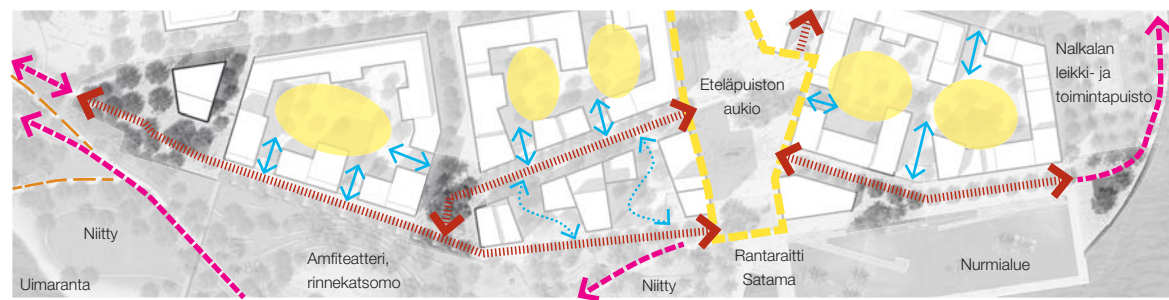 Nalkalan
leikki- ja
toimintapuisto
Eteläpuiston
aukio
Niitty
Uimaranta
Amfiteatteri,
rinnekatsomo
Niitty
Rantaraitti
Satama
Nurmialue